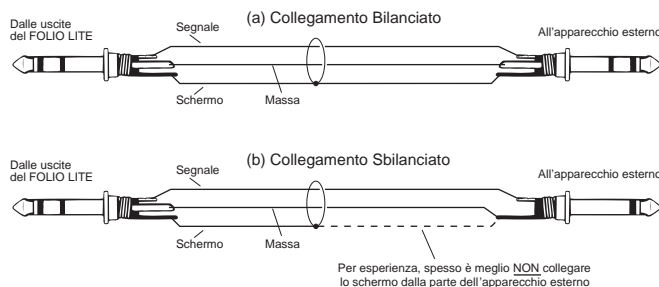 (a) Collegamento Bilanciato
Dalle uscite
del FOLIO LITE
Segnale
All'apparecchio esterno
Schermo
Massa
(b) Collegamento Sbilanciato
Dalle uscite
del FOLIO LITE
Segnale
All'apparecchio esterno
Schermo
Massa
Per esperienza, spesso è meglio NON collegare
lo schermo dalla parte dell'apparecchio esterno